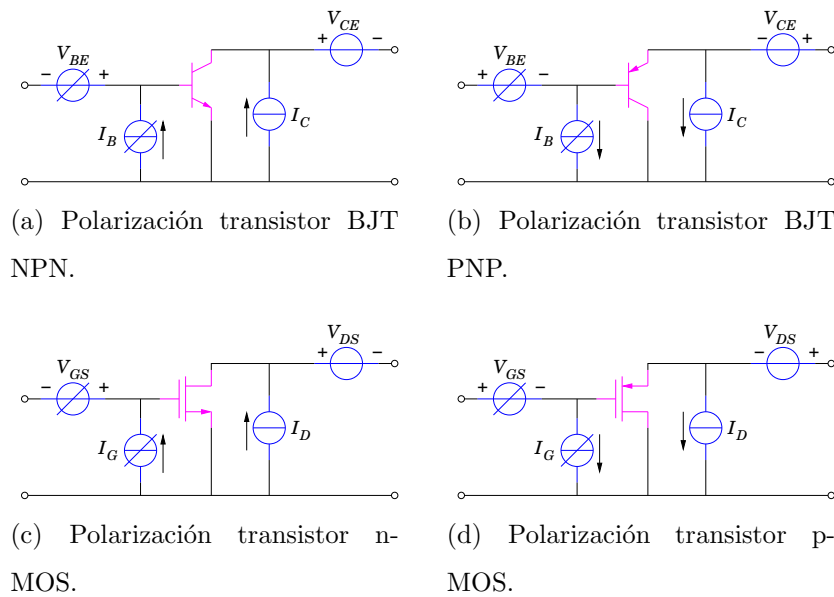 V_CE
+ −
V_BE
− +
I_B
I_C
(a) Polarización transistor BJT
NPN.
V_CE
− +
V_BE
+ −
I_B
I_C
(b) Polarización transistor BJT
PNP.
V_DS
+ −
V_GS
− +
I_G
I_D
(c) Polarización transistor n-
MOS.
V_DS
− +
V_GS
+ −
I_G
I_D
(d) Polarización transistor p-
MOS.